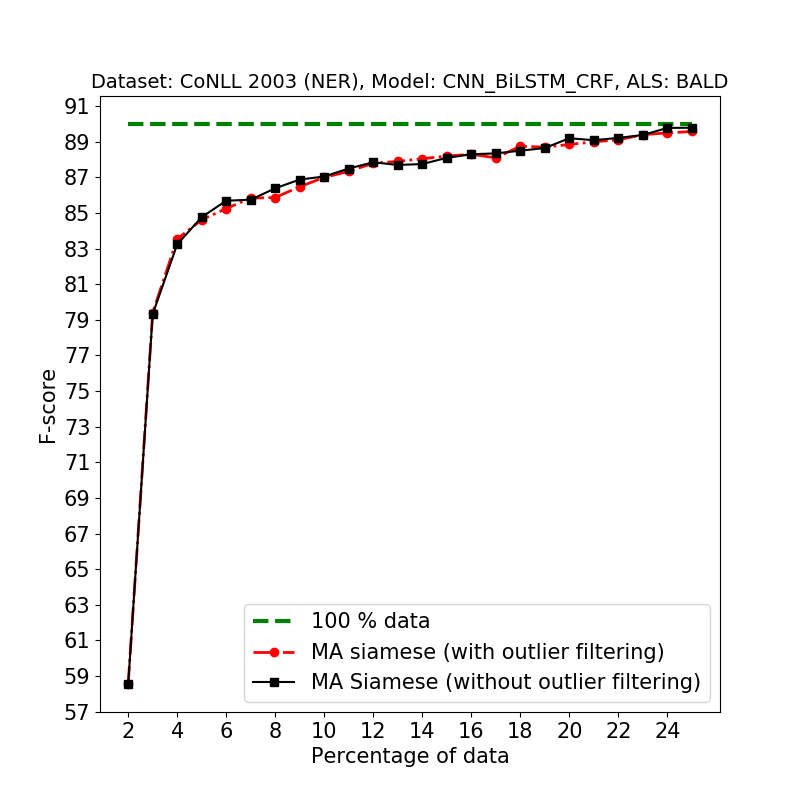 Dataset: CoNLL 2003 (NER), Model: CNN_BiLSTM_CRF, ALS: BALD
91
89
87
85
83
81
79
77
75
73
71
69
67
65
63
61
59
57
F-score
100 % data
MA siamese (with outlier filtering)
MA Siamese (without outlier filtering)
2 4 6 8 10 12 14 16 18 20 22 24
Percentage of data